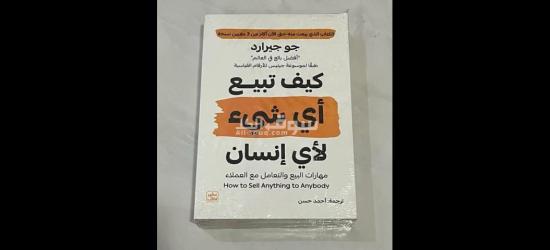 الكتاب الذي بيعت منه حتى الآن أكثر من 2 مليون نسخة
جو جيرارد
"أفضل بائع في العالم"
طبقًا لموسوعة جينيس للأرقام القياسية
كيف تبيع
أي شيء
لأي إنسان
مهارات البيع والتعامل مع العملاء
How to Sell Anything to Anybody
ترجمة: أحمد حسن